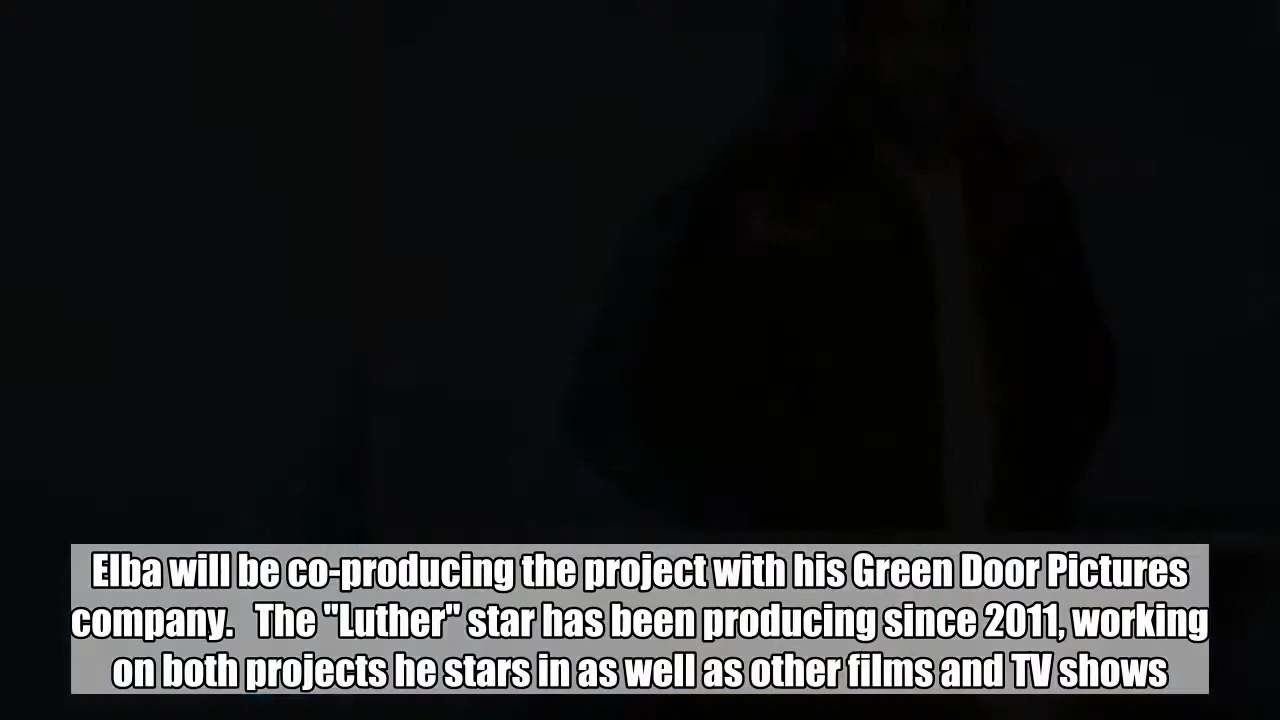 Elba will be co-producing the project with his Green Door Pictures
company.   The "Luther" star has been producing since 2011, working
on both projects he stars in as well as other films and TV shows